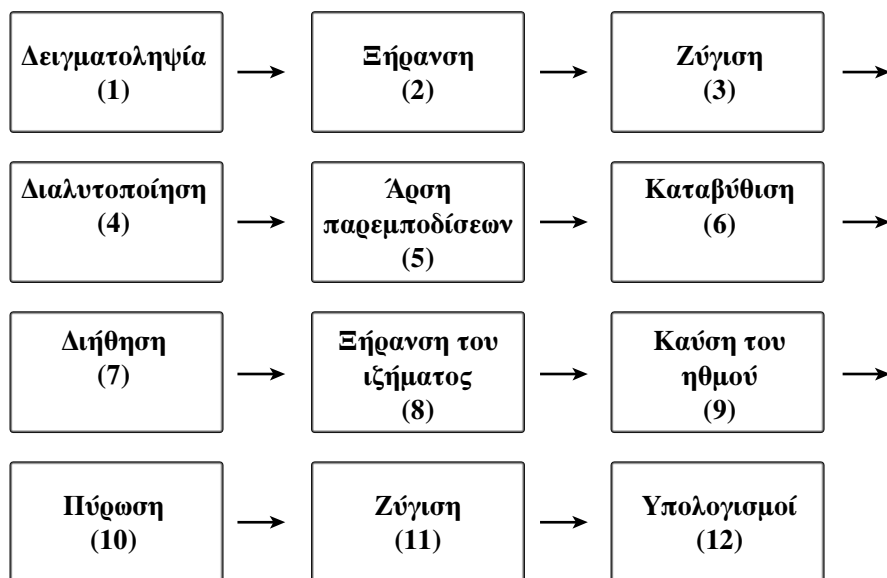 Δειγματοληψία
(1)
Ξήρανση
(2)
Ζύγιση
(3)
Διαλυτοποίηση
(4)
Άρση
παρεμποδίσεων
(5)
Καταβύθιση
(6)
Διήθηση
(7)
Ξήρανση του
ιζήματος
(8)
Καύση του
ηθμού
(9)
Πύρωση
(10)
Ζύγιση
(11)
Υπολογισμοί
(12)